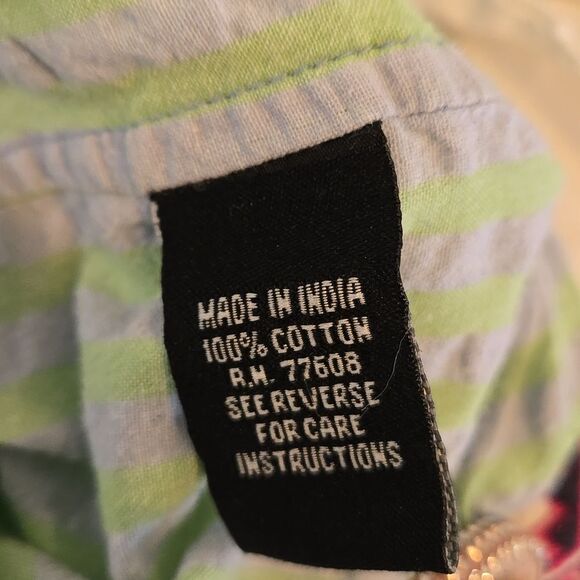 MADE IN INDIA
100% COTTON
R.N. 77608
SEE REVERSE
FOR CARE
INSTRUCTIONS